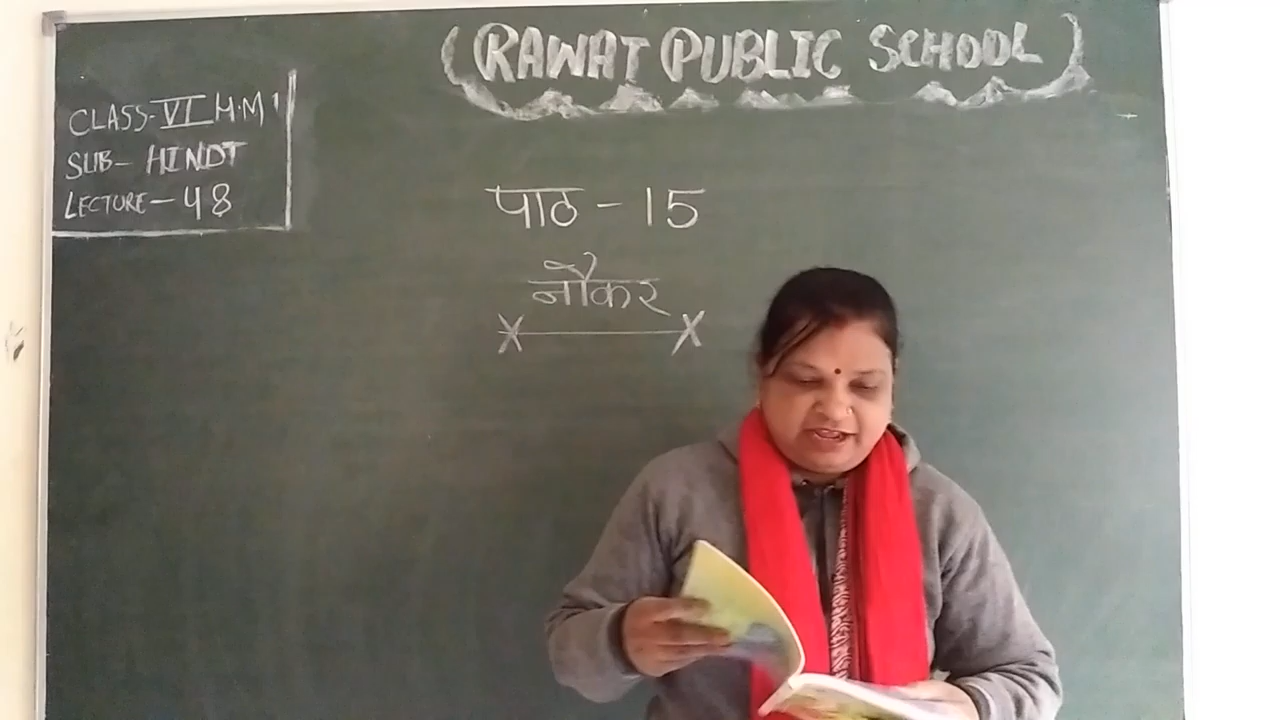 (RAWAT PUBLIC SCHOOL)
CLASS-VI H.M
SUB- HINDI
LECTURE-48
पाठ - 15
नौकर